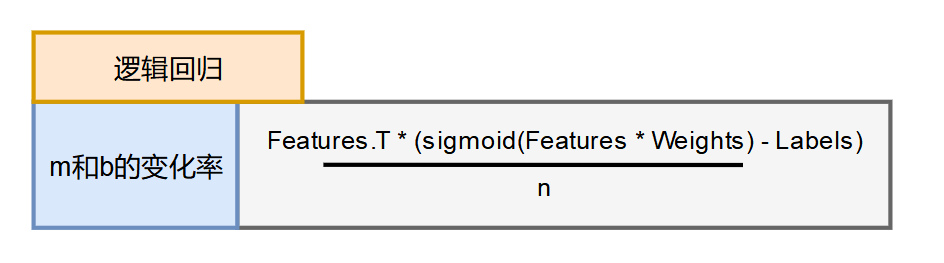 逻辑回归
m和b的变化率
Features.T * (sigmoid(Features * Weights) - Labels)
n